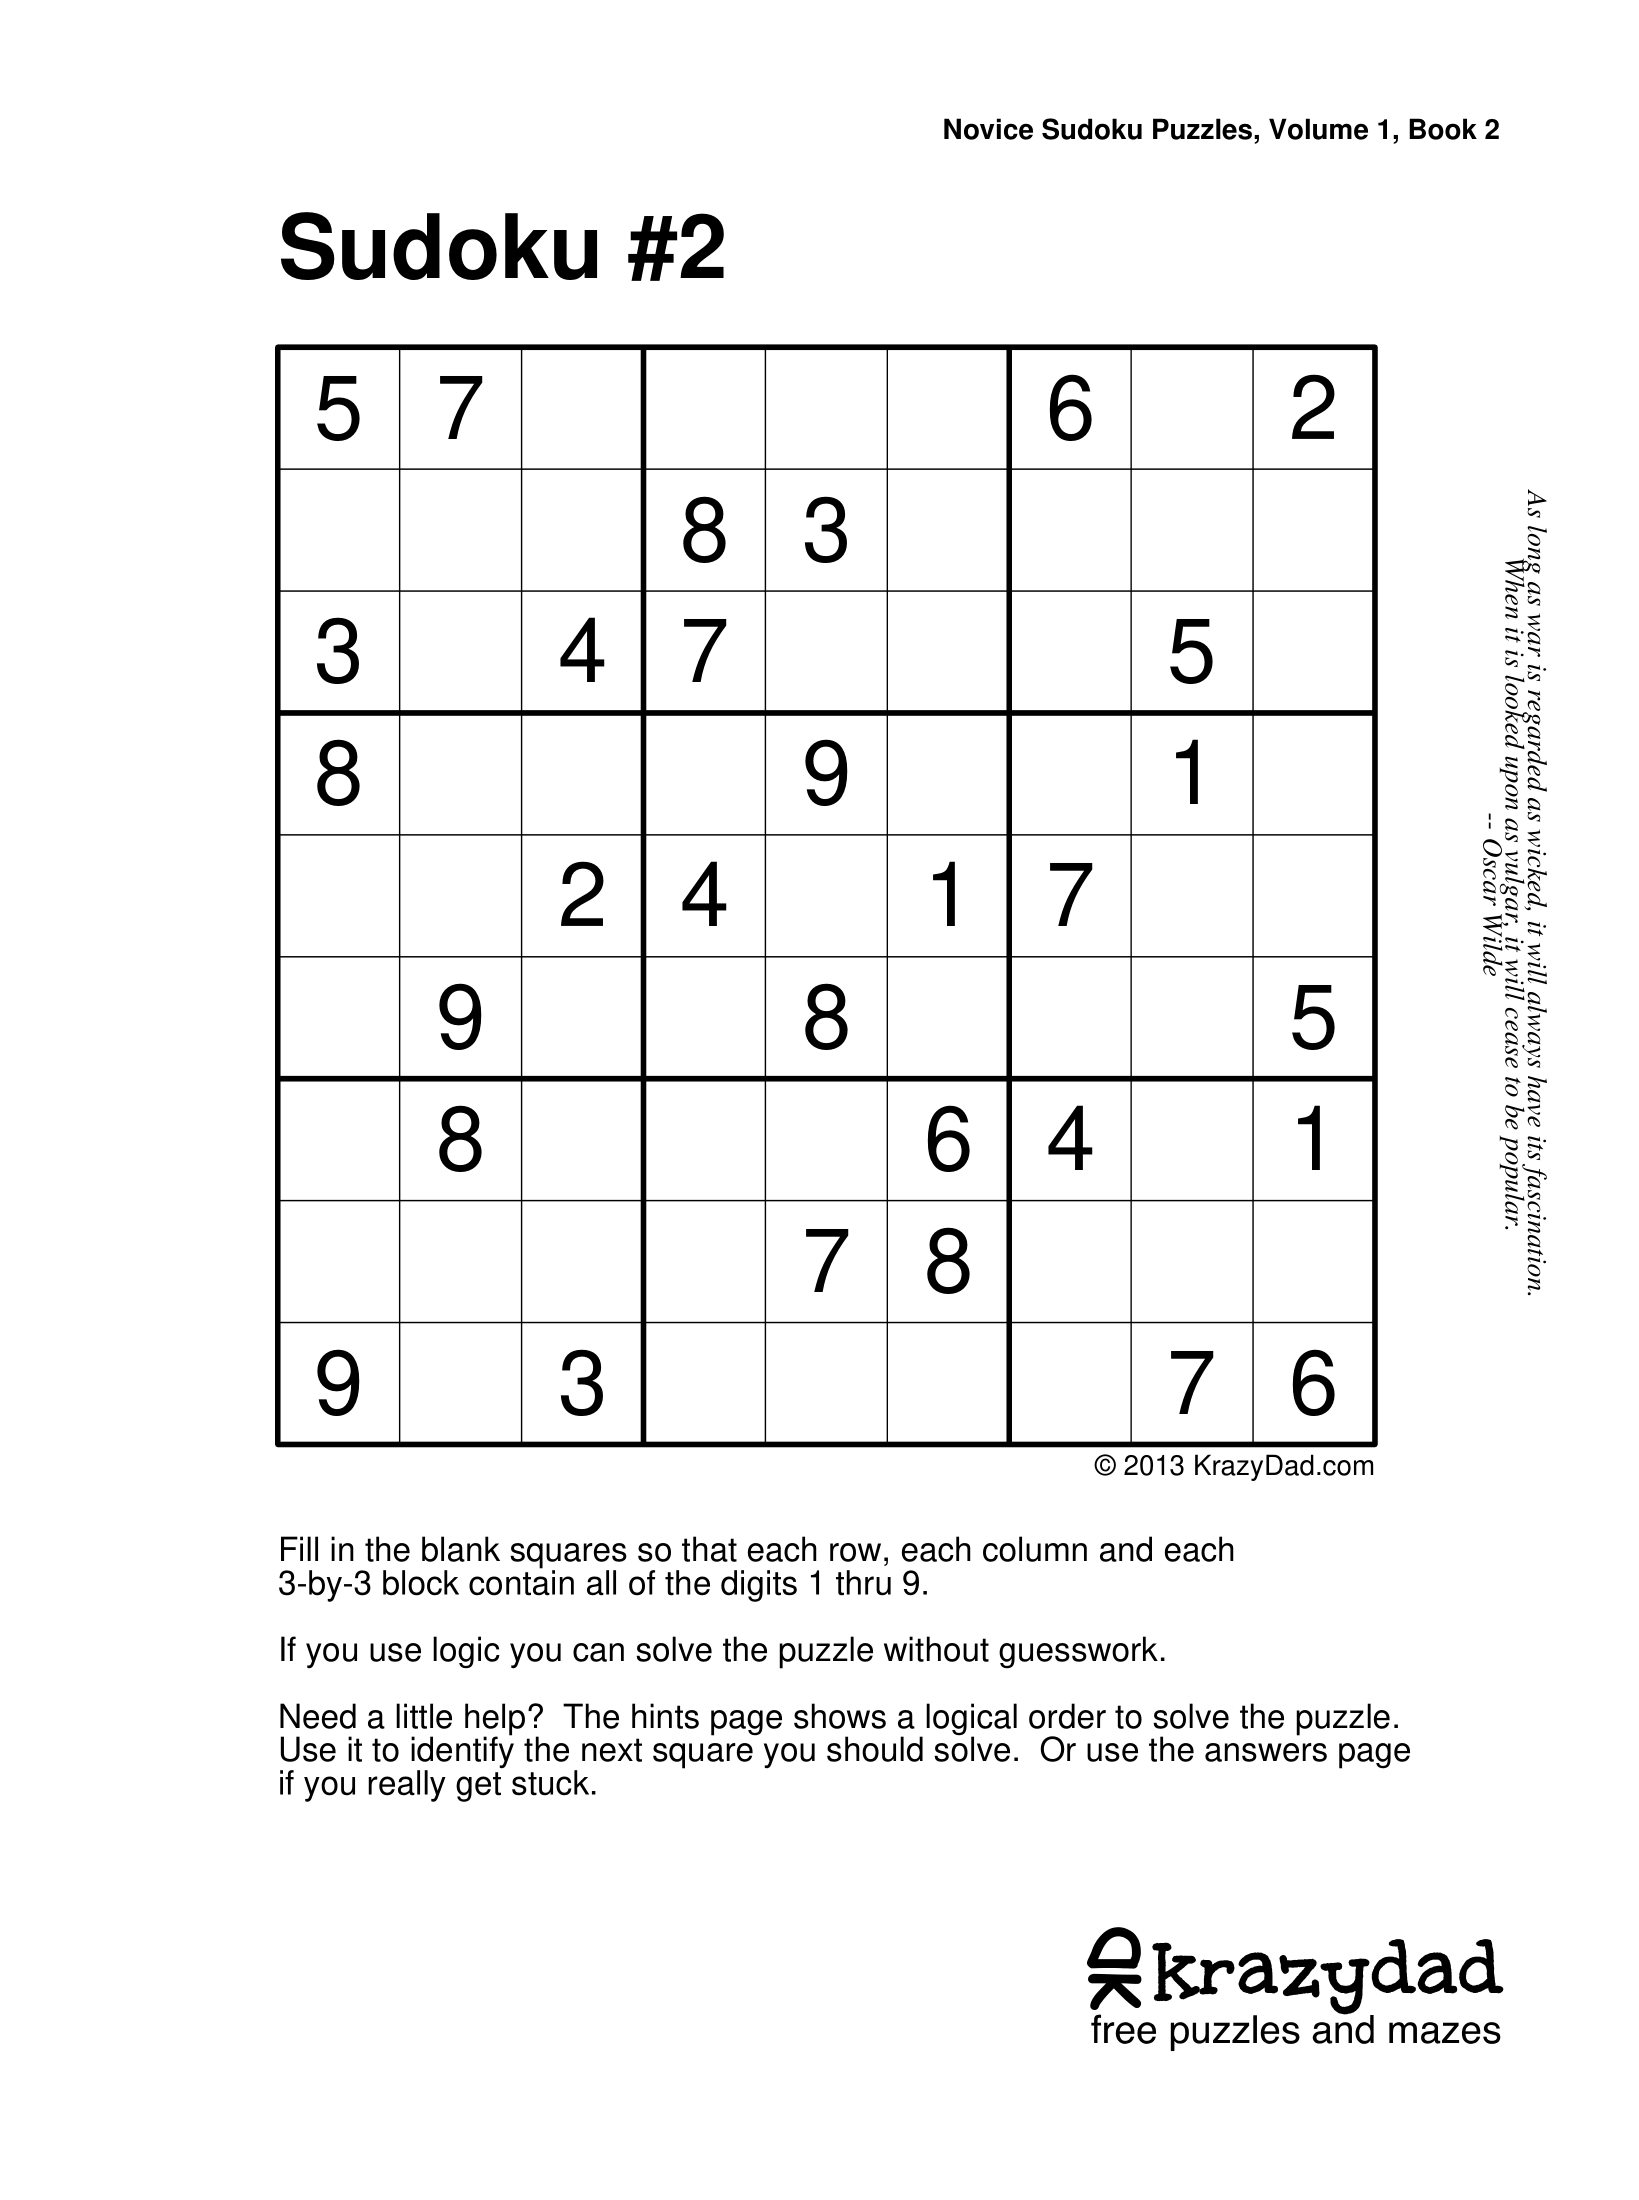 Novice Sudoku Puzzles, Volume 1, Book 2
Sudoku #2
5 7 6 2
8 3
3 4 7 5
8 9 1
2 4 1 7
9 8 5
8 6 4 1
7 8
9 3 7 6
© 2013 KrazyDad.com
As long as war is regarded as wicked, it will always have its fascination.
When it is looked upon as vulgar, it will cease to be popular.
-- Oscar Wilde
Fill in the blank squares so that each row, each column and each
3-by-3 block contain all of the digits 1 thru 9.
If you use logic you can solve the puzzle without guesswork.
Need a little help?  The hints page shows a logical order to solve the puzzle.
Use it to identify the next square you should solve.  Or use the answers page
if you really get stuck.
KD krazydad
free puzzles and mazes